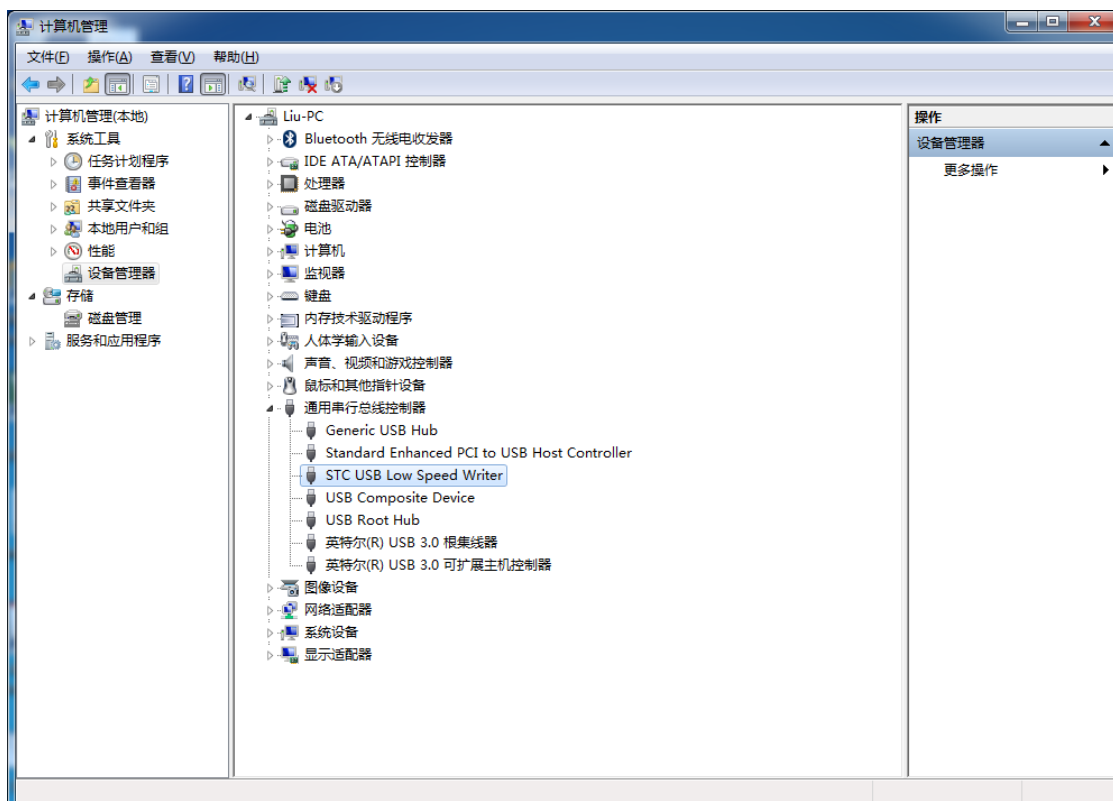 计算机管理
文件(F) 操作(A) 查看(V) 帮助(H)
计算机管理(本地)
系统工具
任务计划程序
事件查看器
共享文件夹
本地用户和组
性能
设备管理器
存储
磁盘管理
服务和应用程序
Liu-PC
Bluetooth 无线电收发器
IDE ATA/ATAPI 控制器
处理器
磁盘驱动器
电池
计算机
监视器
键盘
内存技术驱动程序
人体学输入设备
声音、视频和游戏控制器
鼠标和其他指针设备
通用串行总线控制器
Generic USB Hub
Standard Enhanced PCI to USB Host Controller
STC USB Low Speed Writer
USB Composite Device
USB Root Hub
英特尔(R) USB 3.0 根集线器
英特尔(R) USB 3.0 可扩展主机控制器
图像设备
网络适配器
系统设备
显示适配器
操作
设备管理器
更多操作